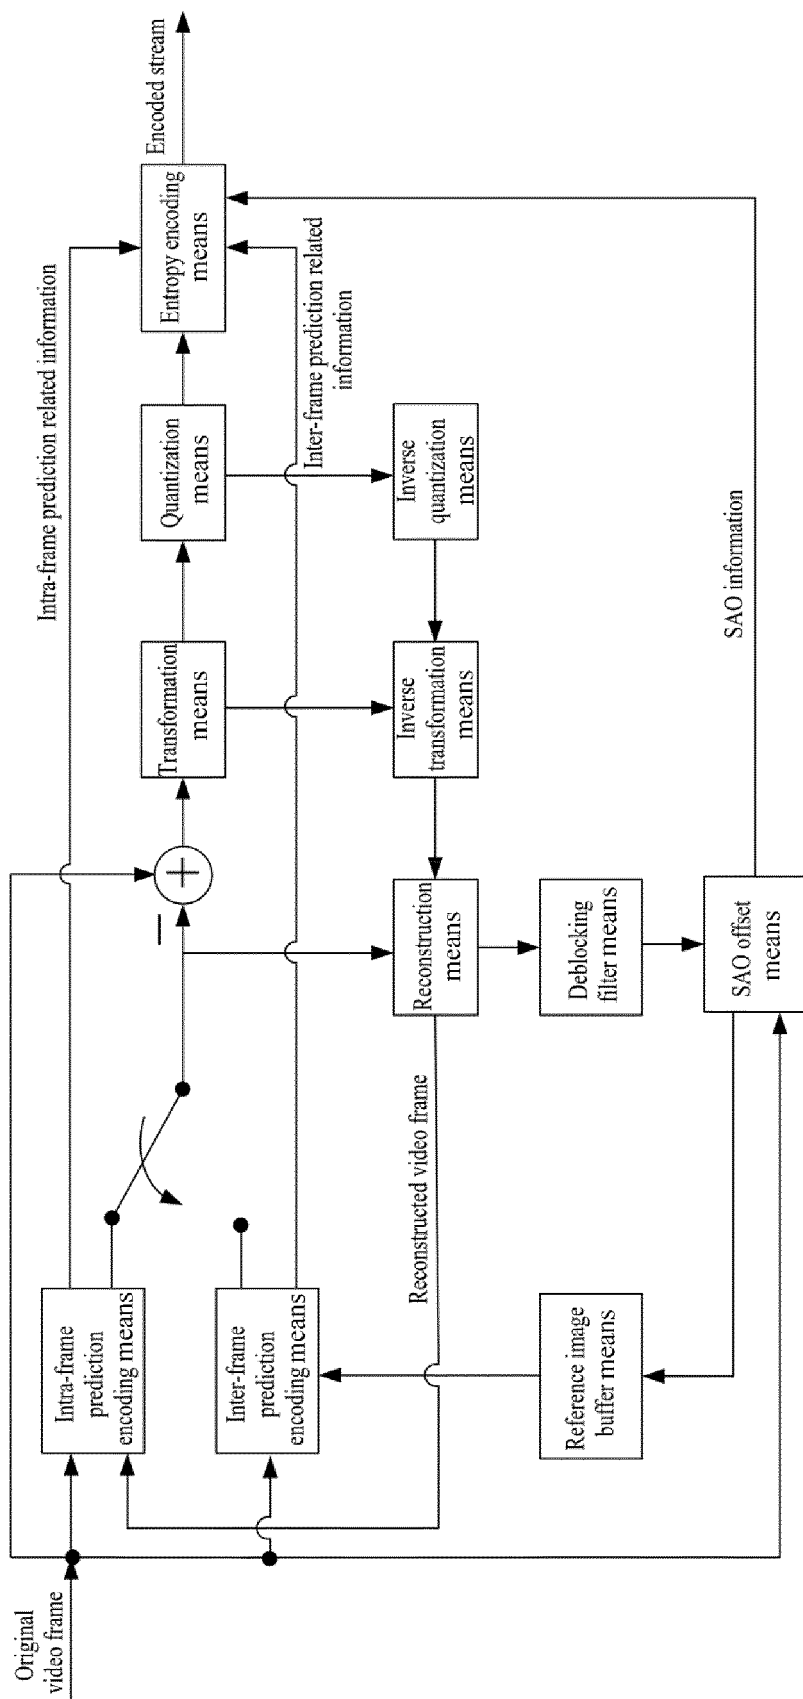 Original
video frame
Intra-frame
prediction
encoding means
Inter-frame
prediction
encoding means
Intra-frame prediction related information
Inter-frame prediction related
information
+
−
Transformation
means
Quantization
means
Entropy encoding
means
Encoded stream
Inverse
quantization
means
Inverse
transformation
means
Reconstruction
means
Reconstructed video frame
Deblocking
filter means
SAO offset
means
SAO information
Reference image
buffer means